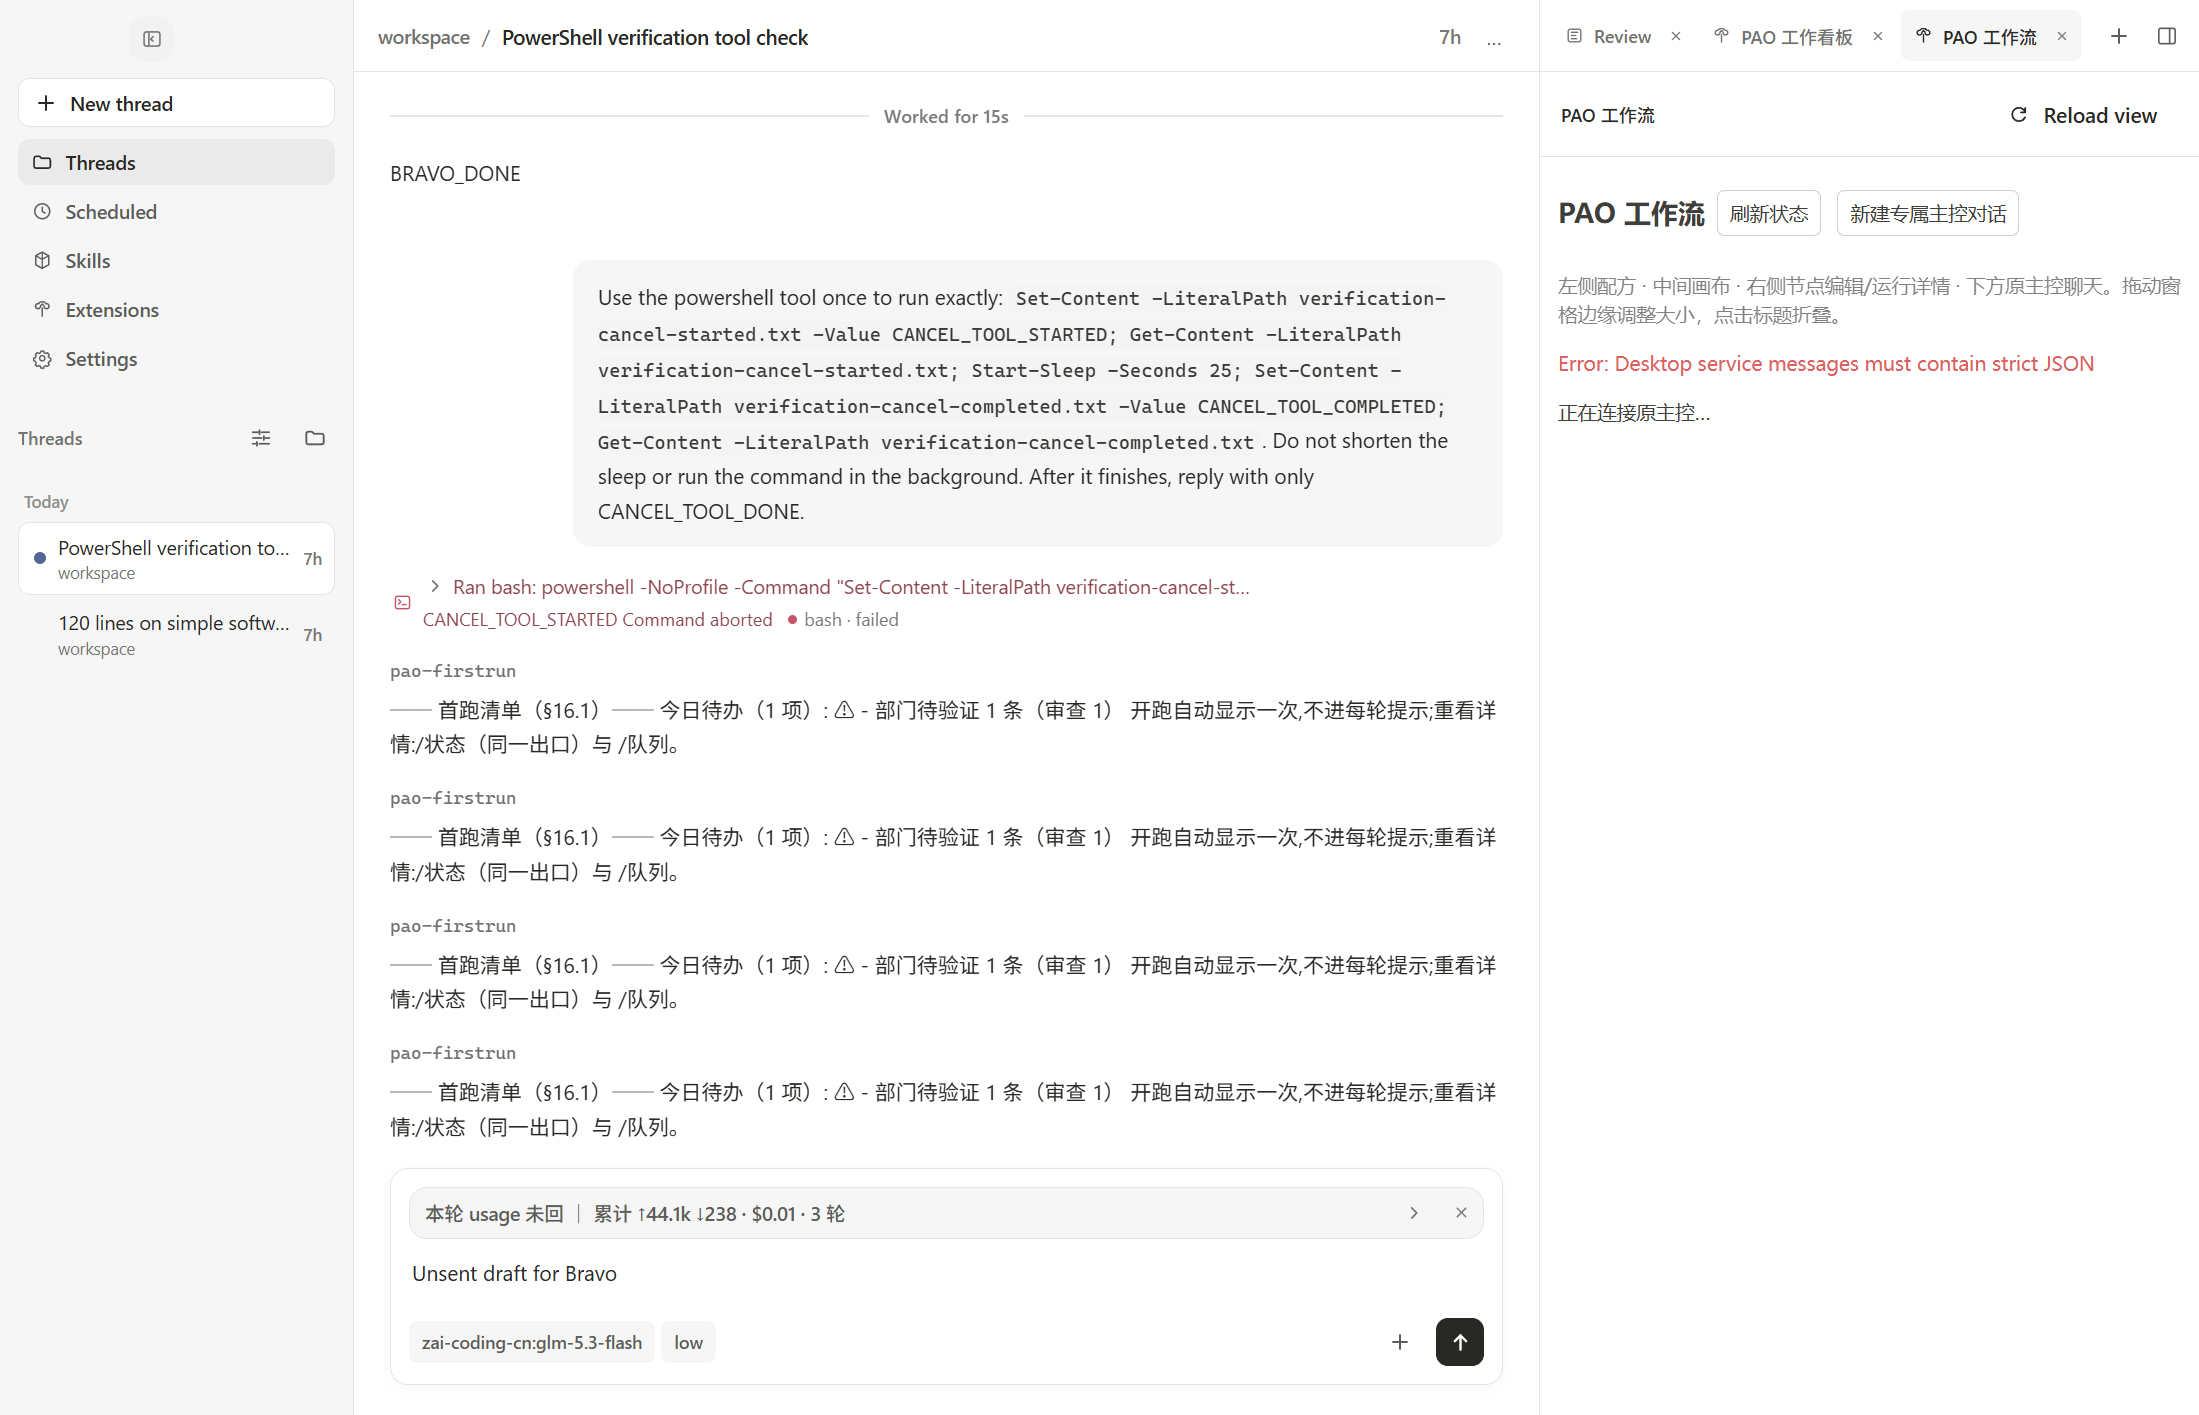 New thread
Threads
Scheduled
Skills
Extensions
Settings
Threads
Today
PowerShell verification to... 7h
workspace
120 lines on simple softw... 7h
workspace
workspace / PowerShell verification tool check 7h ...
Worked for 15s
BRAVO_DONE
Use the powershell tool once to run exactly: Set-Content -LiteralPath verification-
cancel-started.txt -Value CANCEL_TOOL_STARTED; Get-Content -LiteralPath
verification-cancel-started.txt; Start-Sleep -Seconds 25; Set-Content -
LiteralPath verification-cancel-completed.txt -Value CANCEL_TOOL_COMPLETED;
Get-Content -LiteralPath verification-cancel-completed.txt . Do not shorten the
sleep or run the command in the background. After it finishes, reply with only
CANCEL_TOOL_DONE.
Ran bash: powershell -NoProfile -Command "Set-Content -LiteralPath verification-cancel-st...
CANCEL_TOOL_STARTED Command aborted ● bash · failed
pao-firstrun
—— 首跑清单（§16.1）—— 今日待办（1 项）: ⚠ - 部门待验证 1 条（审查 1） 开跑自动显示一次,不进每轮提示;重看详
情:/状态（同一出口）与 /队列。
pao-firstrun
—— 首跑清单（§16.1）—— 今日待办（1 项）: ⚠ - 部门待验证 1 条（审查 1） 开跑自动显示一次,不进每轮提示;重看详
情:/状态（同一出口）与 /队列。
pao-firstrun
—— 首跑清单（§16.1）—— 今日待办（1 项）: ⚠ - 部门待验证 1 条（审查 1） 开跑自动显示一次,不进每轮提示;重看详
情:/状态（同一出口）与 /队列。
pao-firstrun
—— 首跑清单（§16.1）—— 今日待办（1 项）: ⚠ - 部门待验证 1 条（审查 1） 开跑自动显示一次,不进每轮提示;重看详
情:/状态（同一出口）与 /队列。
本轮 usage 未回 ｜ 累计 ↑44.1k ↓238 · $0.01 · 3 轮
Unsent draft for Bravo
zai-coding-cn:glm-5.3-flash low
Review × PAO 工作看板 × PAO 工作流 ×
PAO 工作流 Reload view
PAO 工作流 刷新状态 新建专属主控对话
左侧配方 · 中间画布 · 右侧节点编辑/运行详情 · 下方原主控聊天。拖动窗
格边缘调整大小，点击标题折叠。
Error: Desktop service messages must contain strict JSON
正在连接原主控...